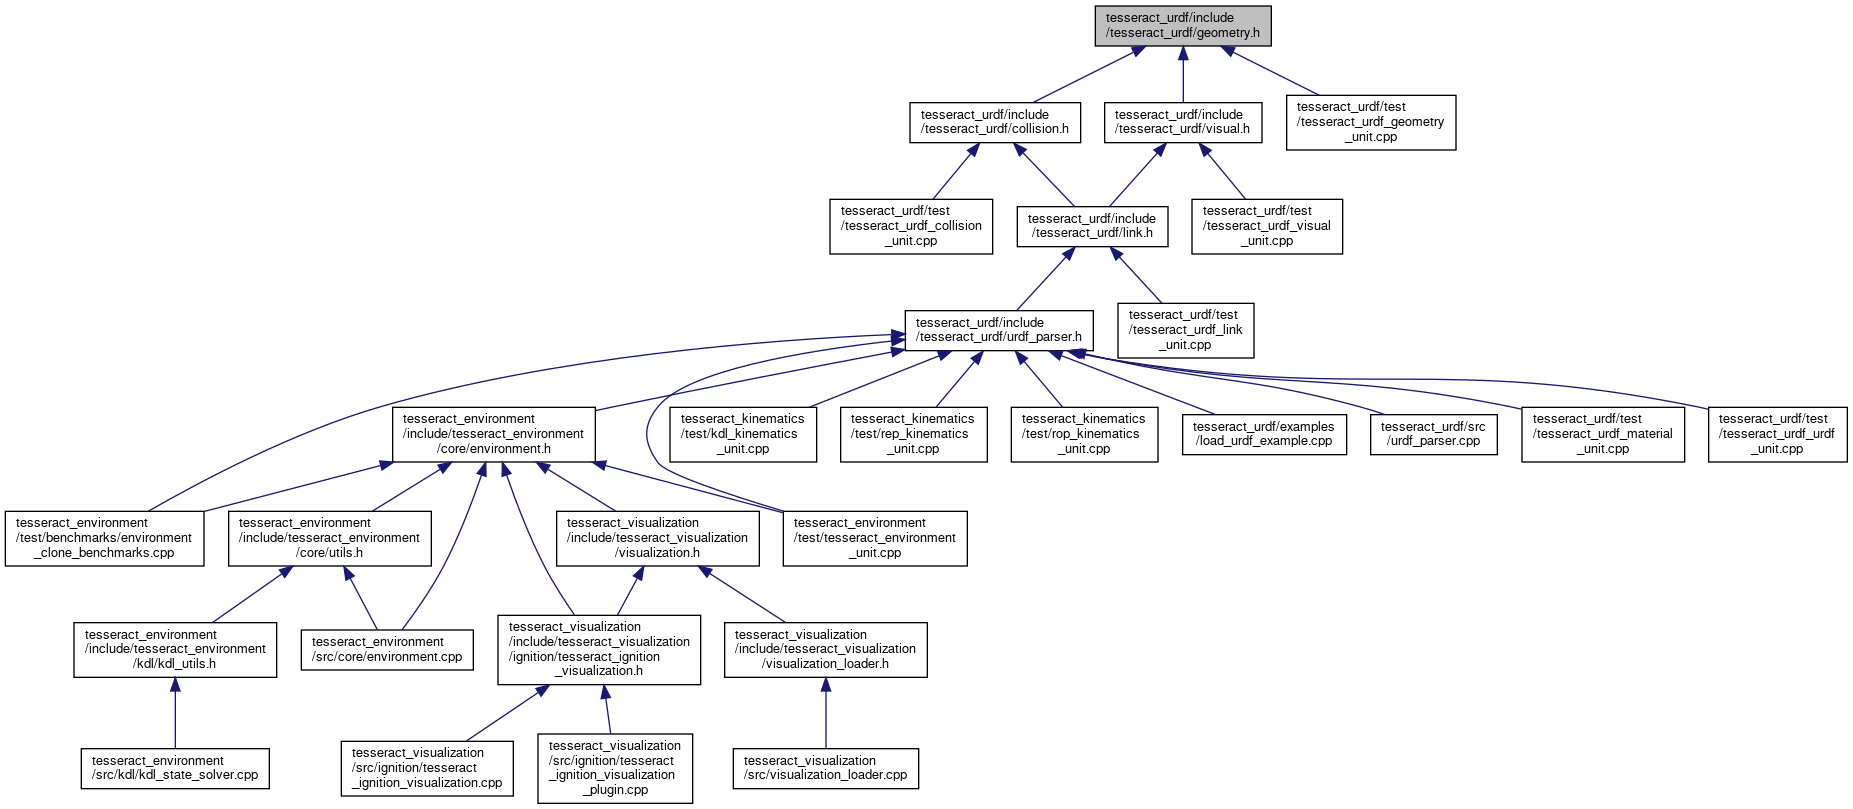 tesseract_urdf/include
/tesseract_urdf/geometry.h
tesseract_urdf/include
/tesseract_urdf/collision.h
tesseract_urdf/include
/tesseract_urdf/visual.h
tesseract_urdf/test
/tesseract_urdf_geometry
_unit.cpp
tesseract_urdf/test
/tesseract_urdf_collision
_unit.cpp
tesseract_urdf/include
/tesseract_urdf/link.h
tesseract_urdf/test
/tesseract_urdf_visual
_unit.cpp
tesseract_urdf/include
/tesseract_urdf/urdf_parser.h
tesseract_urdf/test
/tesseract_urdf_link
_unit.cpp
tesseract_environment
/include/tesseract_environment
/core/environment.h
tesseract_kinematics
/test/kdl_kinematics
_unit.cpp
tesseract_kinematics
/test/rep_kinematics
_unit.cpp
tesseract_kinematics
/test/rop_kinematics
_unit.cpp
tesseract_urdf/examples
/load_urdf_example.cpp
tesseract_urdf/src
/urdf_parser.cpp
tesseract_urdf/test
/tesseract_urdf_material
_unit.cpp
tesseract_urdf/test
/tesseract_urdf_urdf
_unit.cpp
tesseract_environment
/test/benchmarks/environment
_clone_benchmarks.cpp
tesseract_environment
/include/tesseract_environment
/core/utils.h
tesseract_visualization
/include/tesseract_visualization
/visualization.h
tesseract_environment
/test/tesseract_environment
_unit.cpp
tesseract_environment
/include/tesseract_environment
/kdl/kdl_utils.h
tesseract_environment
/src/core/environment.cpp
tesseract_visualization
/include/tesseract_visualization
/ignition/tesseract_ignition
_visualization.h
tesseract_visualization
/include/tesseract_visualization
/visualization_loader.h
tesseract_environment
/src/kdl/kdl_state_solver.cpp
tesseract_visualization
/src/ignition/tesseract
_ignition_visualization.cpp
tesseract_visualization
/src/ignition/tesseract
_ignition_visualization
_plugin.cpp
tesseract_visualization
/src/visualization_loader.cpp